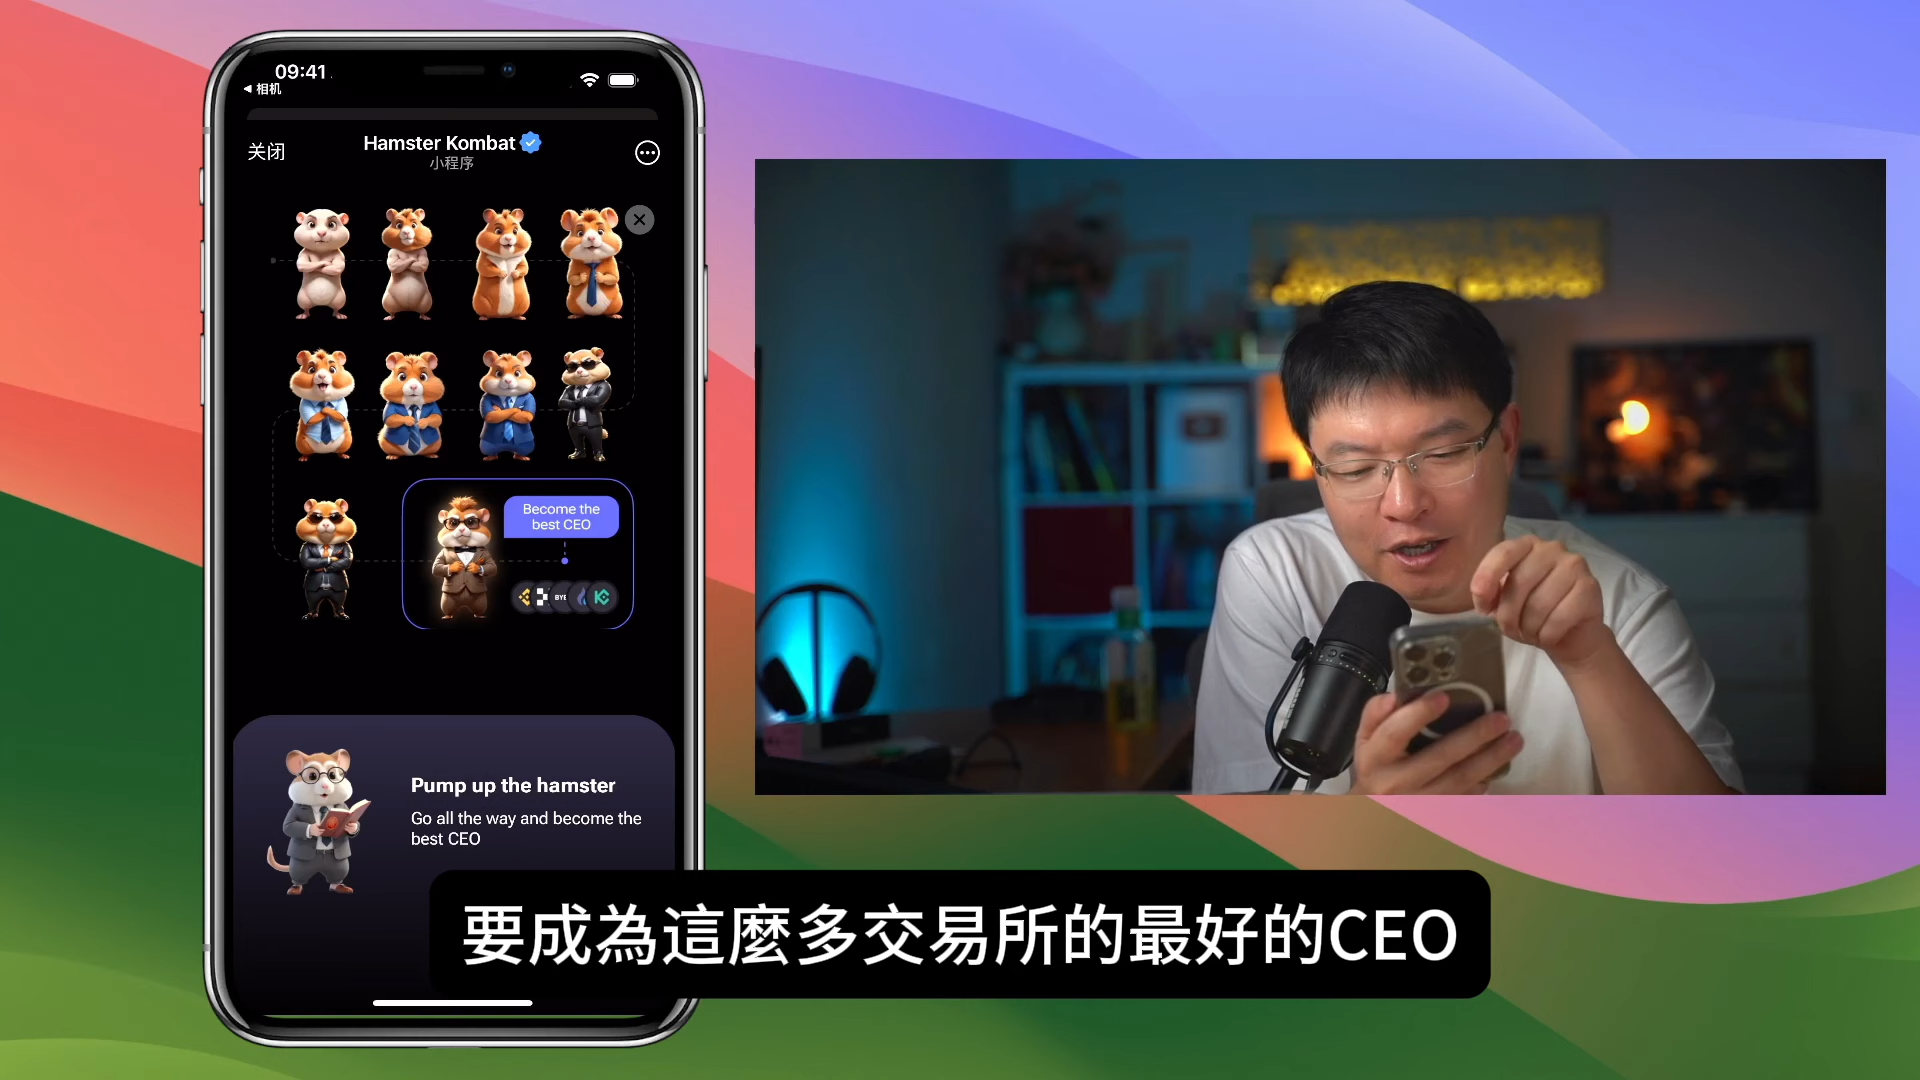 09:41
◀ 相机
关闭
Hamster Kombat
小程序
Become the
best CEO
BYB
Pump up the hamster
Go all the way and become the
best CEO
要成為這麼多交易所的最好的CEO